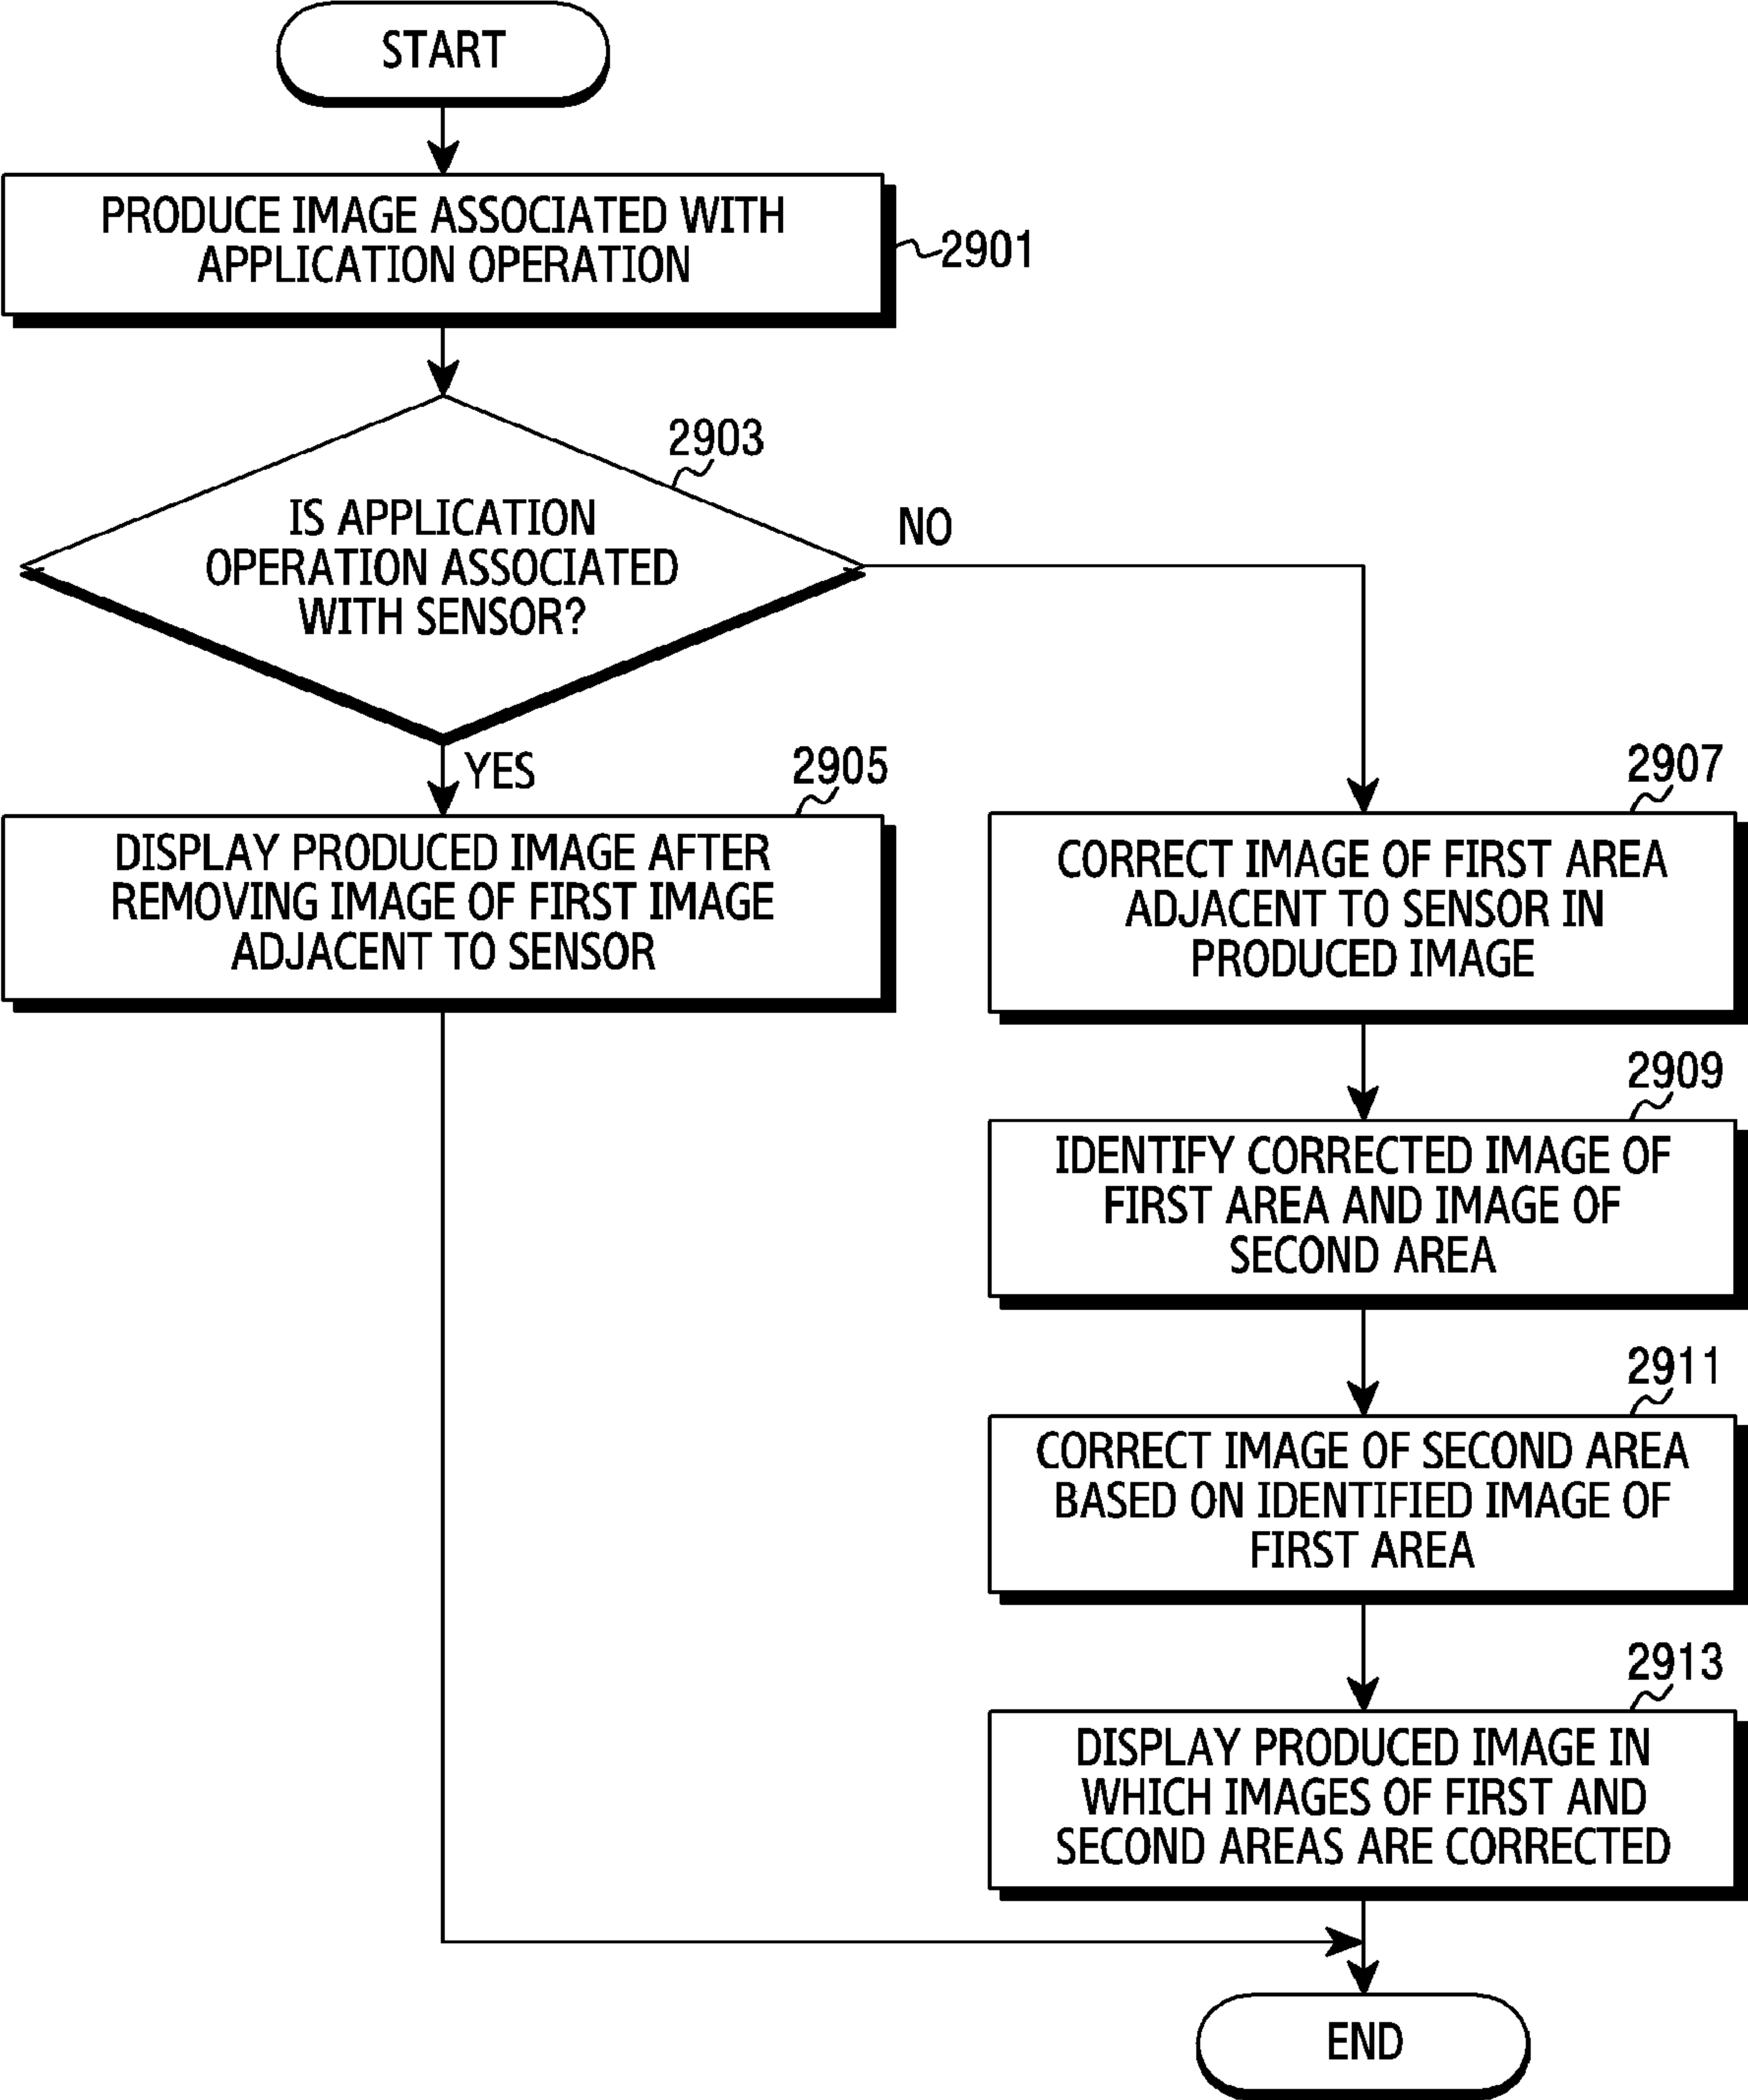 START
PRODUCE IMAGE ASSOCIATED WITH
APPLICATION OPERATION
2901
2903
IS APPLICATION
OPERATION ASSOCIATED
WITH SENSOR?
NO
YES
2905
DISPLAY PRODUCED IMAGE AFTER
REMOVING IMAGE OF FIRST IMAGE
ADJACENT TO SENSOR
2907
CORRECT IMAGE OF FIRST AREA
ADJACENT TO SENSOR IN
PRODUCED IMAGE
2909
IDENTIFY CORRECTED IMAGE OF
FIRST AREA AND IMAGE OF
SECOND AREA
2911
CORRECT IMAGE OF SECOND AREA
BASED ON IDENTIFIED IMAGE OF
FIRST AREA
2913
DISPLAY PRODUCED IMAGE IN
WHICH IMAGES OF FIRST AND
SECOND AREAS ARE CORRECTED
END